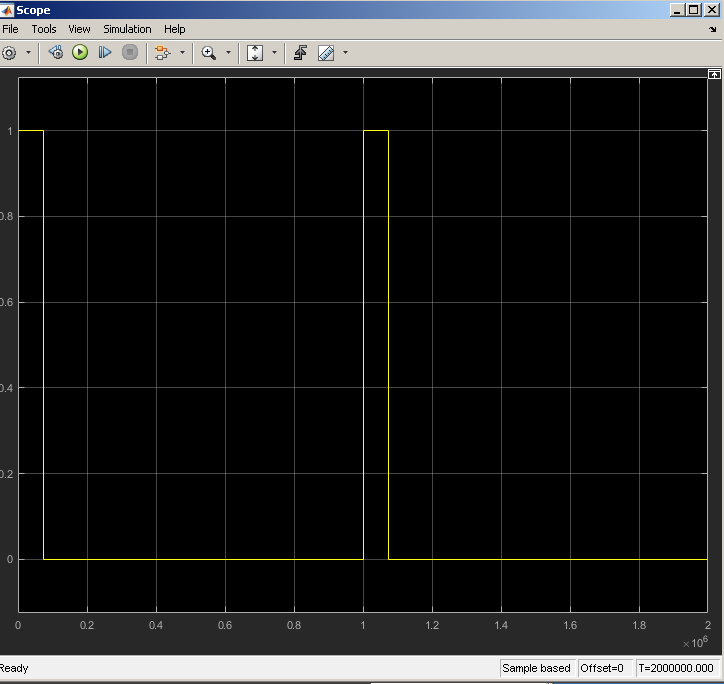 Scope
File Tools View Simulation Help
1
0.8
0.6
0.4
0.2
0
0 0.2 0.4 0.6 0.8 1 1.2 1.4 1.6 1.8 2
×10⁶
Ready Sample based Offset=0 T=2000000.000